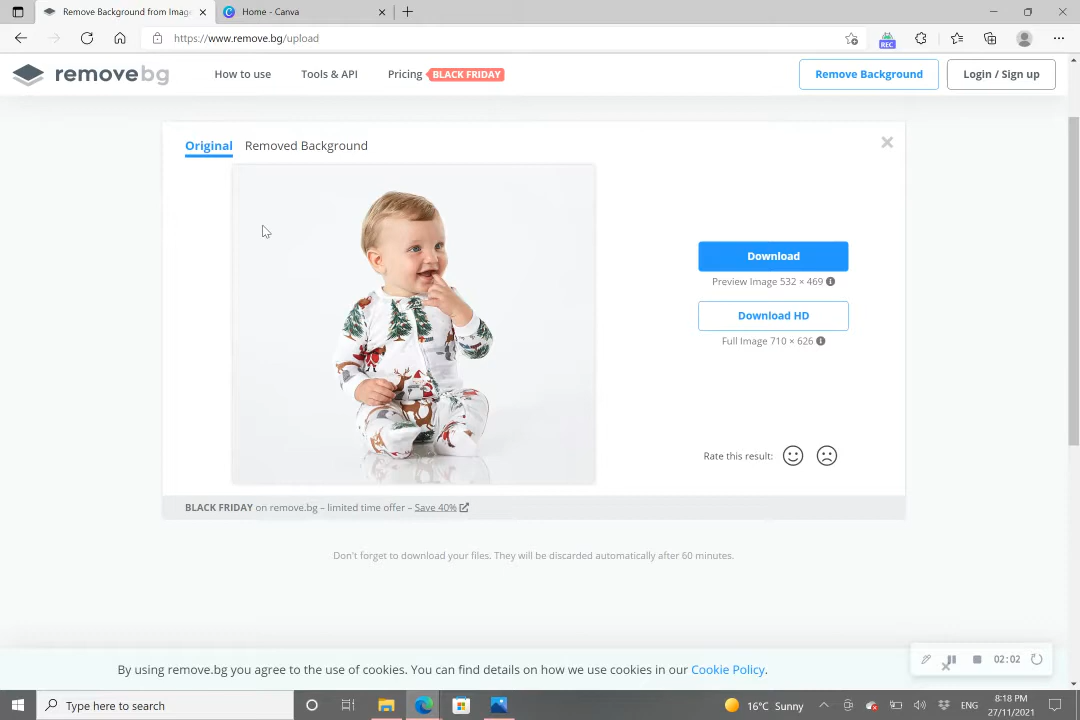 Remove Background from Imag
Home - Canva
https://www.remove.bg/upload
REC
removebg
How to use
Tools & API
Pricing
BLACK FRIDAY
Remove Background
Login / Sign up
Original
Removed Background
Download
Preview Image 532 × 469
Download HD
Full Image 710 × 626
Rate this result:
BLACK FRIDAY on remove.bg – limited time offer – Save 40%
Don't forget to download your files. They will be discarded automatically after 60 minutes.
By using remove.bg you agree to the use of cookies. You can find details on how we use cookies in our Cookie Policy.
02:02
Type here to search
16°C Sunny
ENG
8:18 PM
27/11/2021